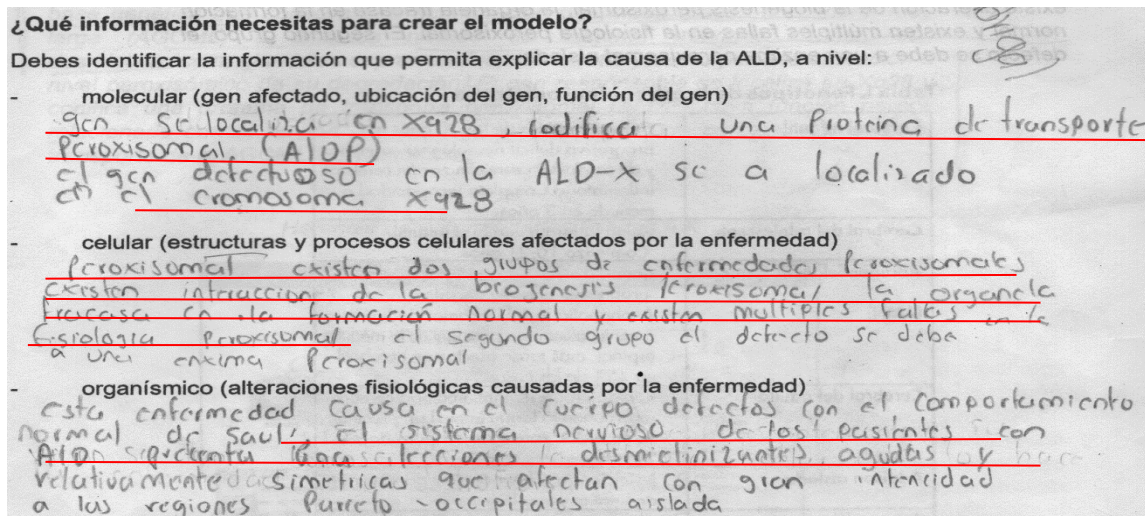 ¿Qué información necesitas para crear el modelo?
Debes identificar la información que permita explicar la causa de la ALD, a nivel:
- molecular (gen afectado, ubicación del gen, función del gen)
gen se localiza en Xq28, codifica una Proteina de transporte
Peroxisomal (ALDP)
el gen defectuoso en la ALD-X se a localizado
en el cromosoma Xq28
- celular (estructuras y procesos celulares afectados por la enfermedad)
Peroxisomal existen dos grupos de enfermedades Peroxisomales
existen interaccion de la biogenesis Peroxisomal la organela
fracasa en la formación normal y existen multiples fallas en la
fisiologia Peroxisomal el segundo grupo el defecto se debe
a una enxima Peroxisomal
- organísmico (alteraciones fisiológicas causadas por la enfermedad)
esta enfermedad causa en el cuerpo defectos con el comportamiento
normal de Saul, el sistema nervioso de los pasientes con
ALD presenta unas lecciones desmielinizantes, agudas y
relativamente simetricas que afectan con gran intencidad
a las regiones Parieto-occipitales aislada